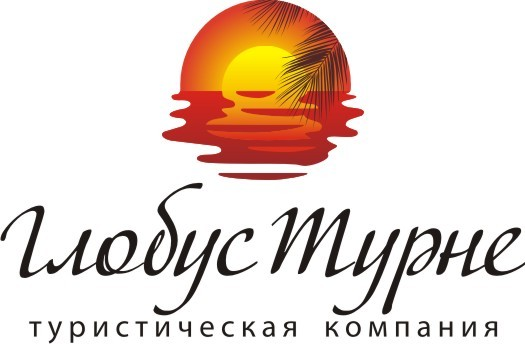 Глобус Турне
туристическая компания